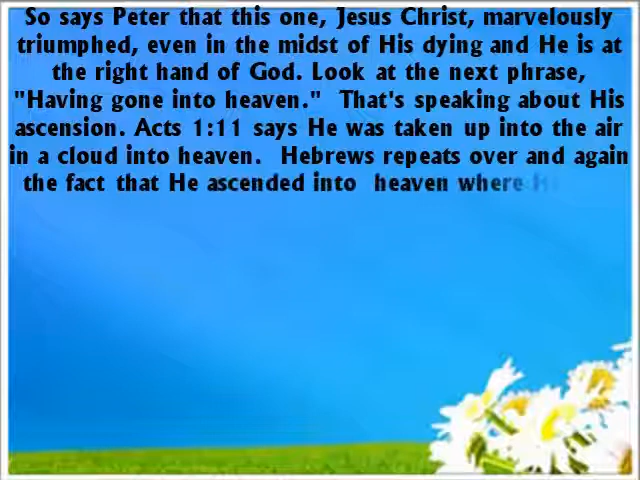 So says Peter that this one, Jesus Christ, marvelously
triumphed, even in the midst of His dying and He is at
the right hand of God. Look at the next phrase,
"Having gone into heaven."  That's speaking about His
ascension. Acts 1:11 says He was taken up into the air
in a cloud into heaven.  Hebrews repeats over and again
the fact that He ascended into  heaven where